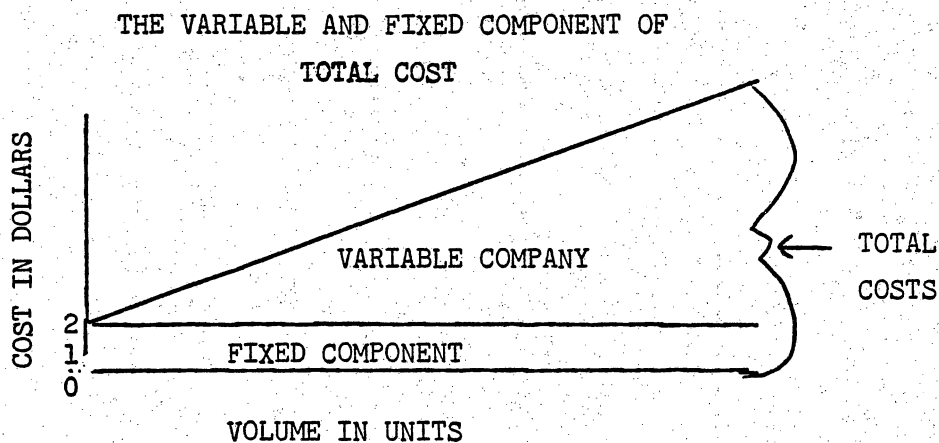 THE VARIABLE AND FIXED COMPONENT OF
TOTAL COST
COST IN DOLLARS
VARIABLE COMPANY
TOTAL
COSTS
2
FIXED COMPONENT
1
0
VOLUME IN UNITS